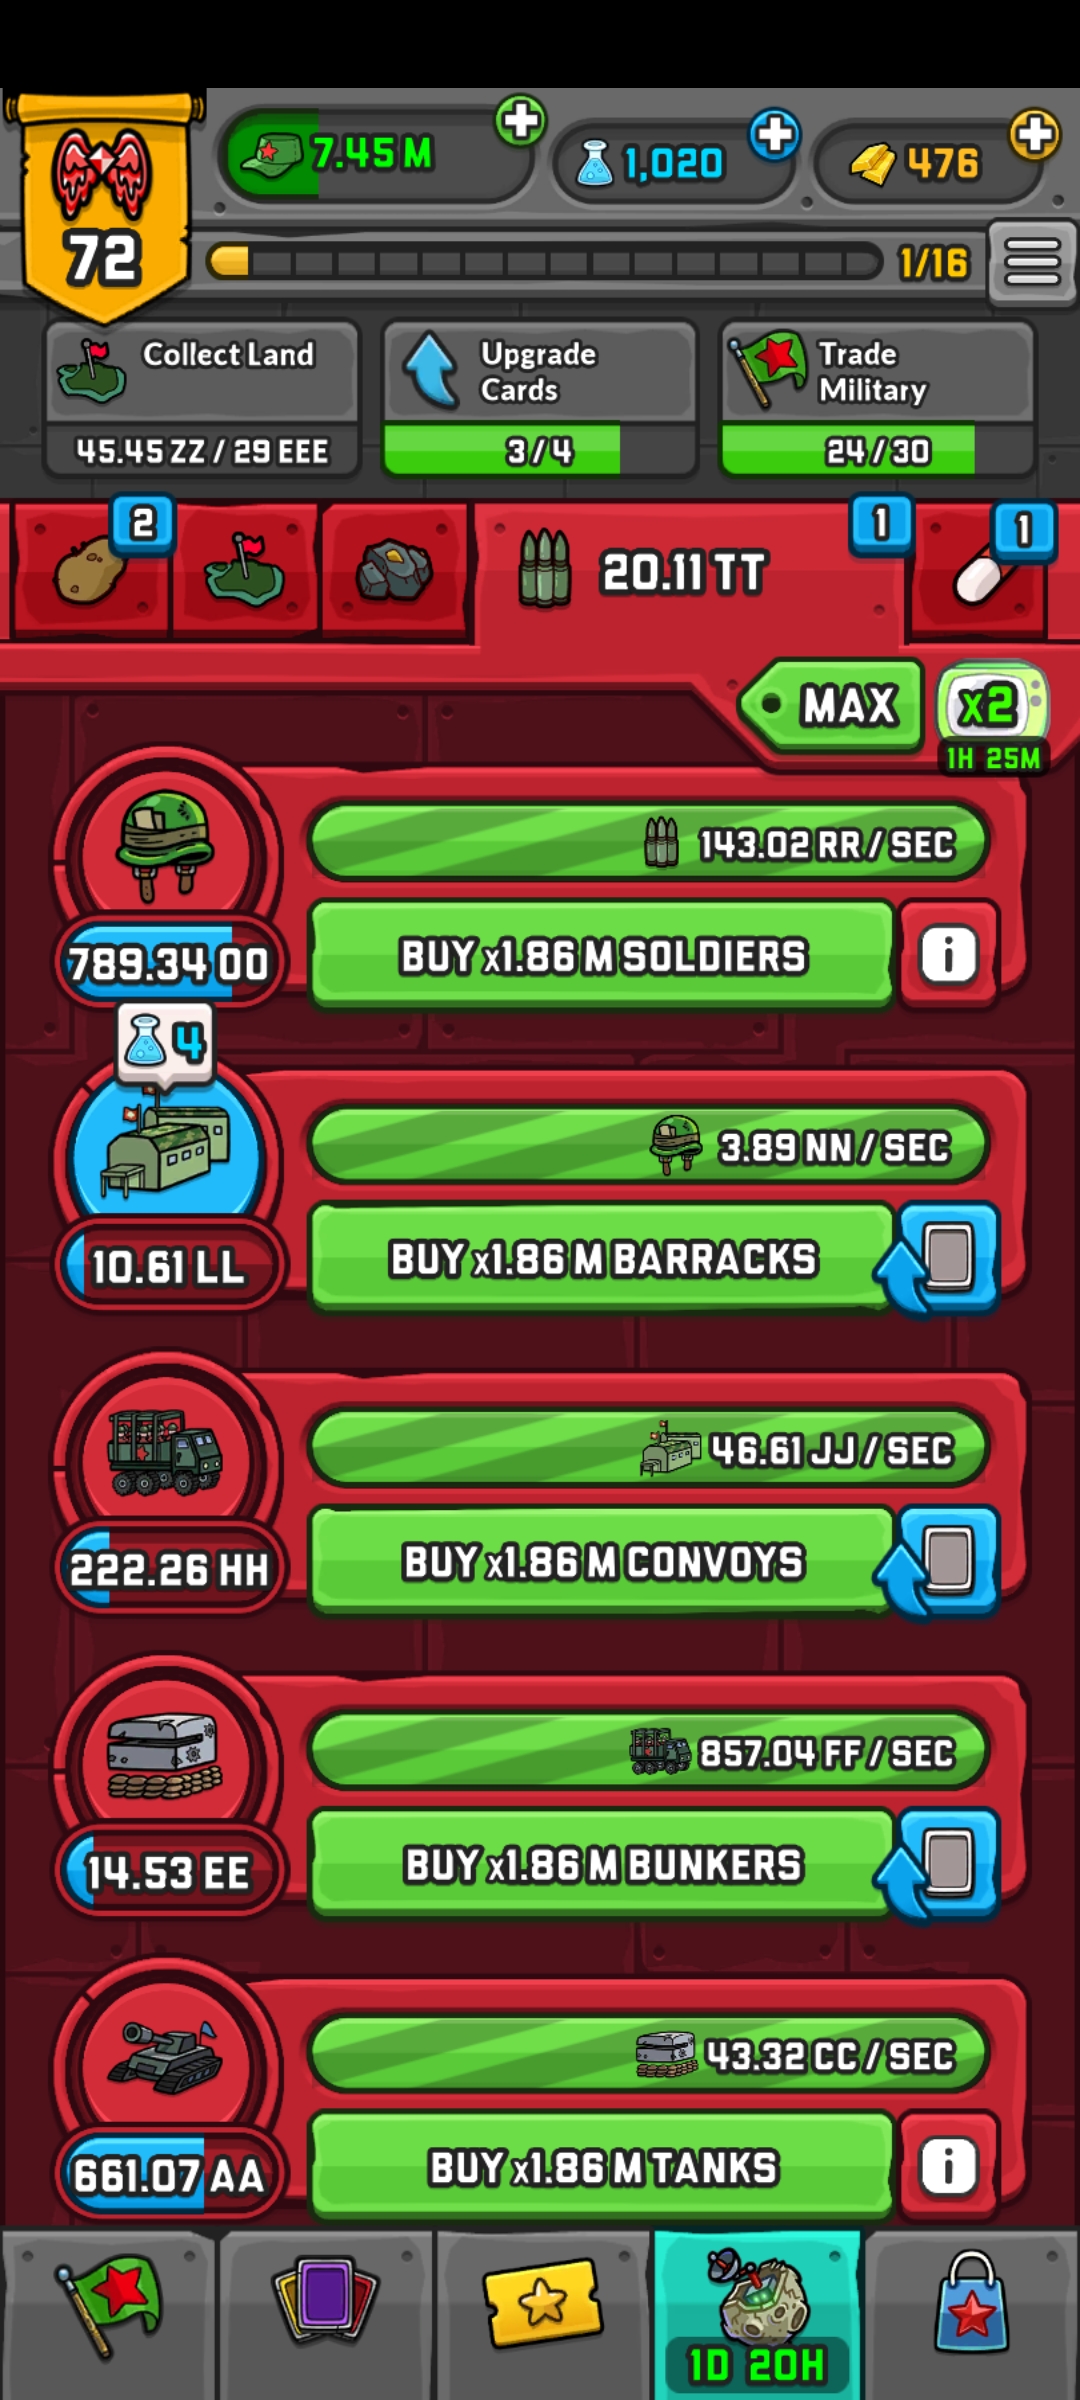 7.45 M
1,020
476
72
1/16
Collect Land
45.45 ZZ / 29 EEE
Upgrade
Cards
3/4
Trade
Military
24/30
2
20.11 TT
1
1
MAX
x2
1H 25M
143.02 RR / SEC
789.34 OO
BUY x1.86 M SOLDIERS
i
4
3.89 NN / SEC
10.61 LL
BUY x1.86 M BARRACKS
46.61 JJ / SEC
222.26 HH
BUY x1.86 M CONVOYS
857.04 FF / SEC
14.53 EE
BUY x1.86 M BUNKERS
43.32 CC / SEC
661.07 AA
BUY x1.86 M TANKS
i
1D 20H